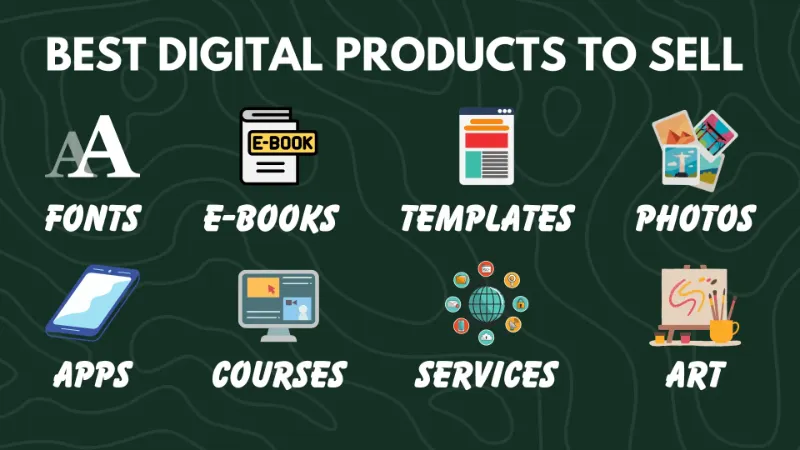 BEST DIGITAL PRODUCTS TO SELL
AA
E-BOOK
FONTS
E-BOOKS
TEMPLATES
PHOTOS
APPS
COURSES
SERVICES
ART